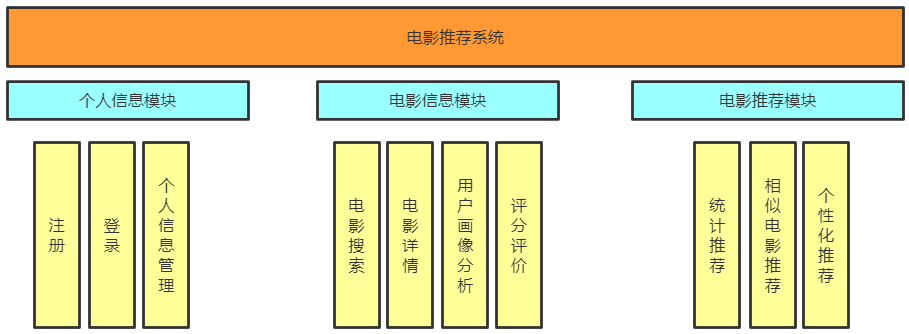 电影推荐系统
个人信息模块
电影信息模块
电影推荐模块
注册
登录
个人信息管理
电影搜索
电影详情
用户画像分析
评分评价
统计推荐
相似电影推荐
个性化推荐